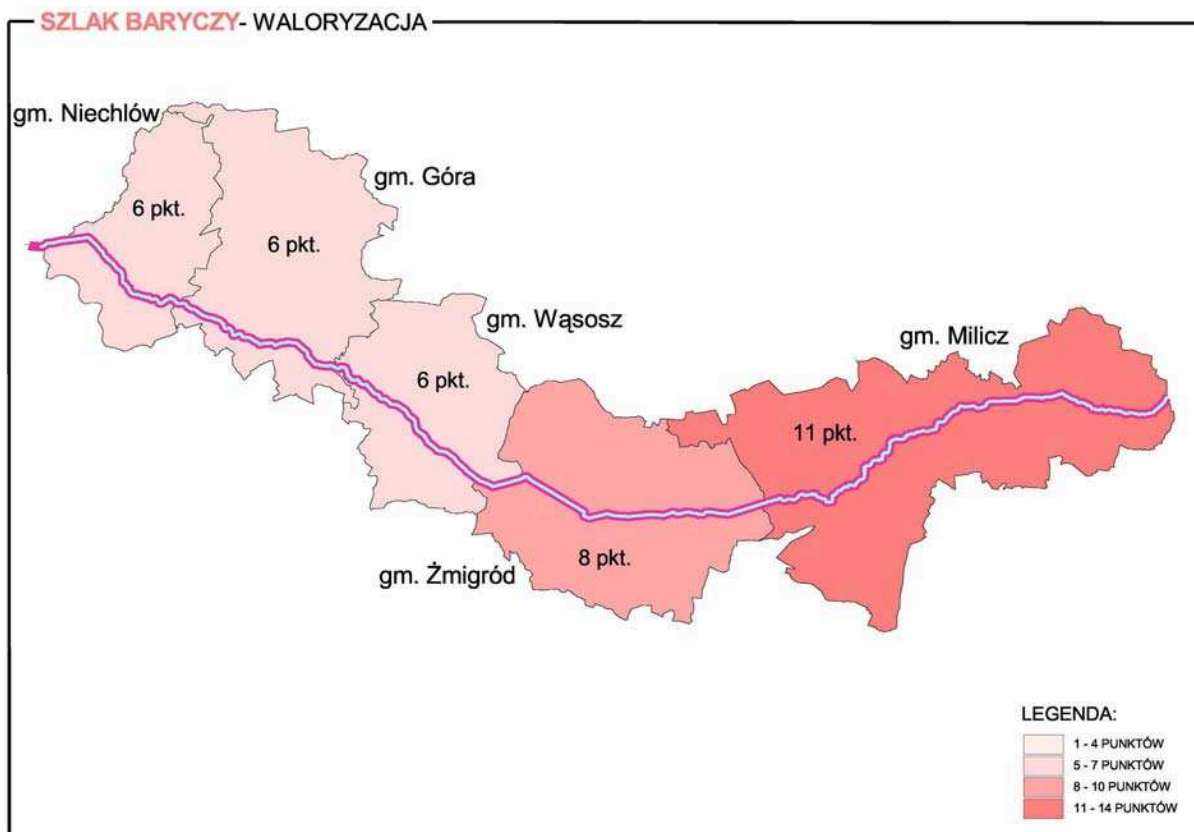 SZLAK BARYCZY- WALORYZACJA
gm. Niechlów
gm. Góra
6 pkt.
6 pkt.
gm. Wąsosz
gm. Milicz
6 pkt.
11 pkt.
gm. Żmigród
8 pkt.
LEGENDA:
1 - 4 PUNKTÓW
5 - 7 PUNKTÓW
8 - 10 PUNKTÓW
11 - 14 PUNKTÓW